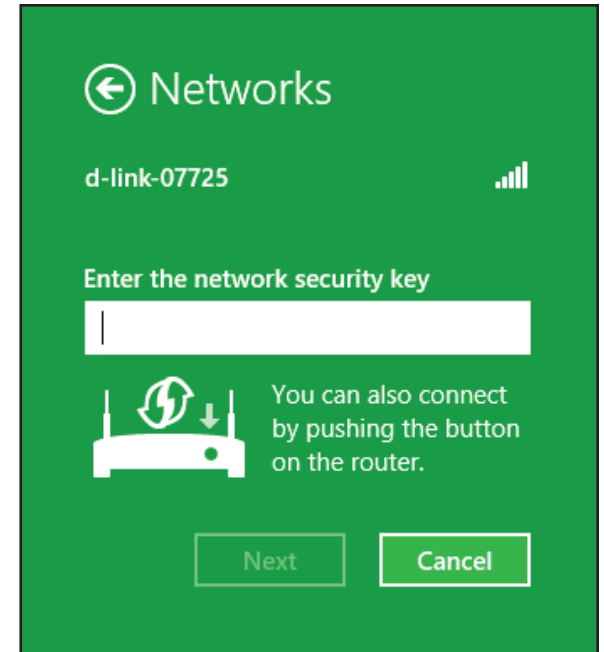 Networks
d-link-07725
Enter the network security key
You can also connect
by pushing the button
on the router.
Next
Cancel